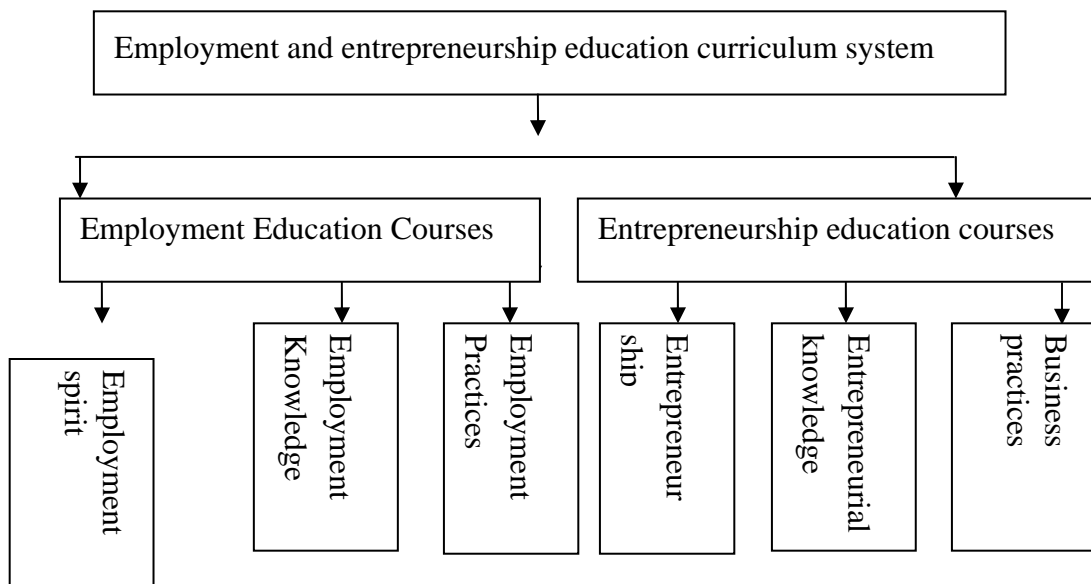 Employment and entrepreneurship education curriculum system
Employment Education Courses
Entrepreneurship education courses
Employment
spirit
Employment
Knowledge
Employment
Practices
Entrepreneur
ship
Entrepreneurial
knowledge
Business
practices